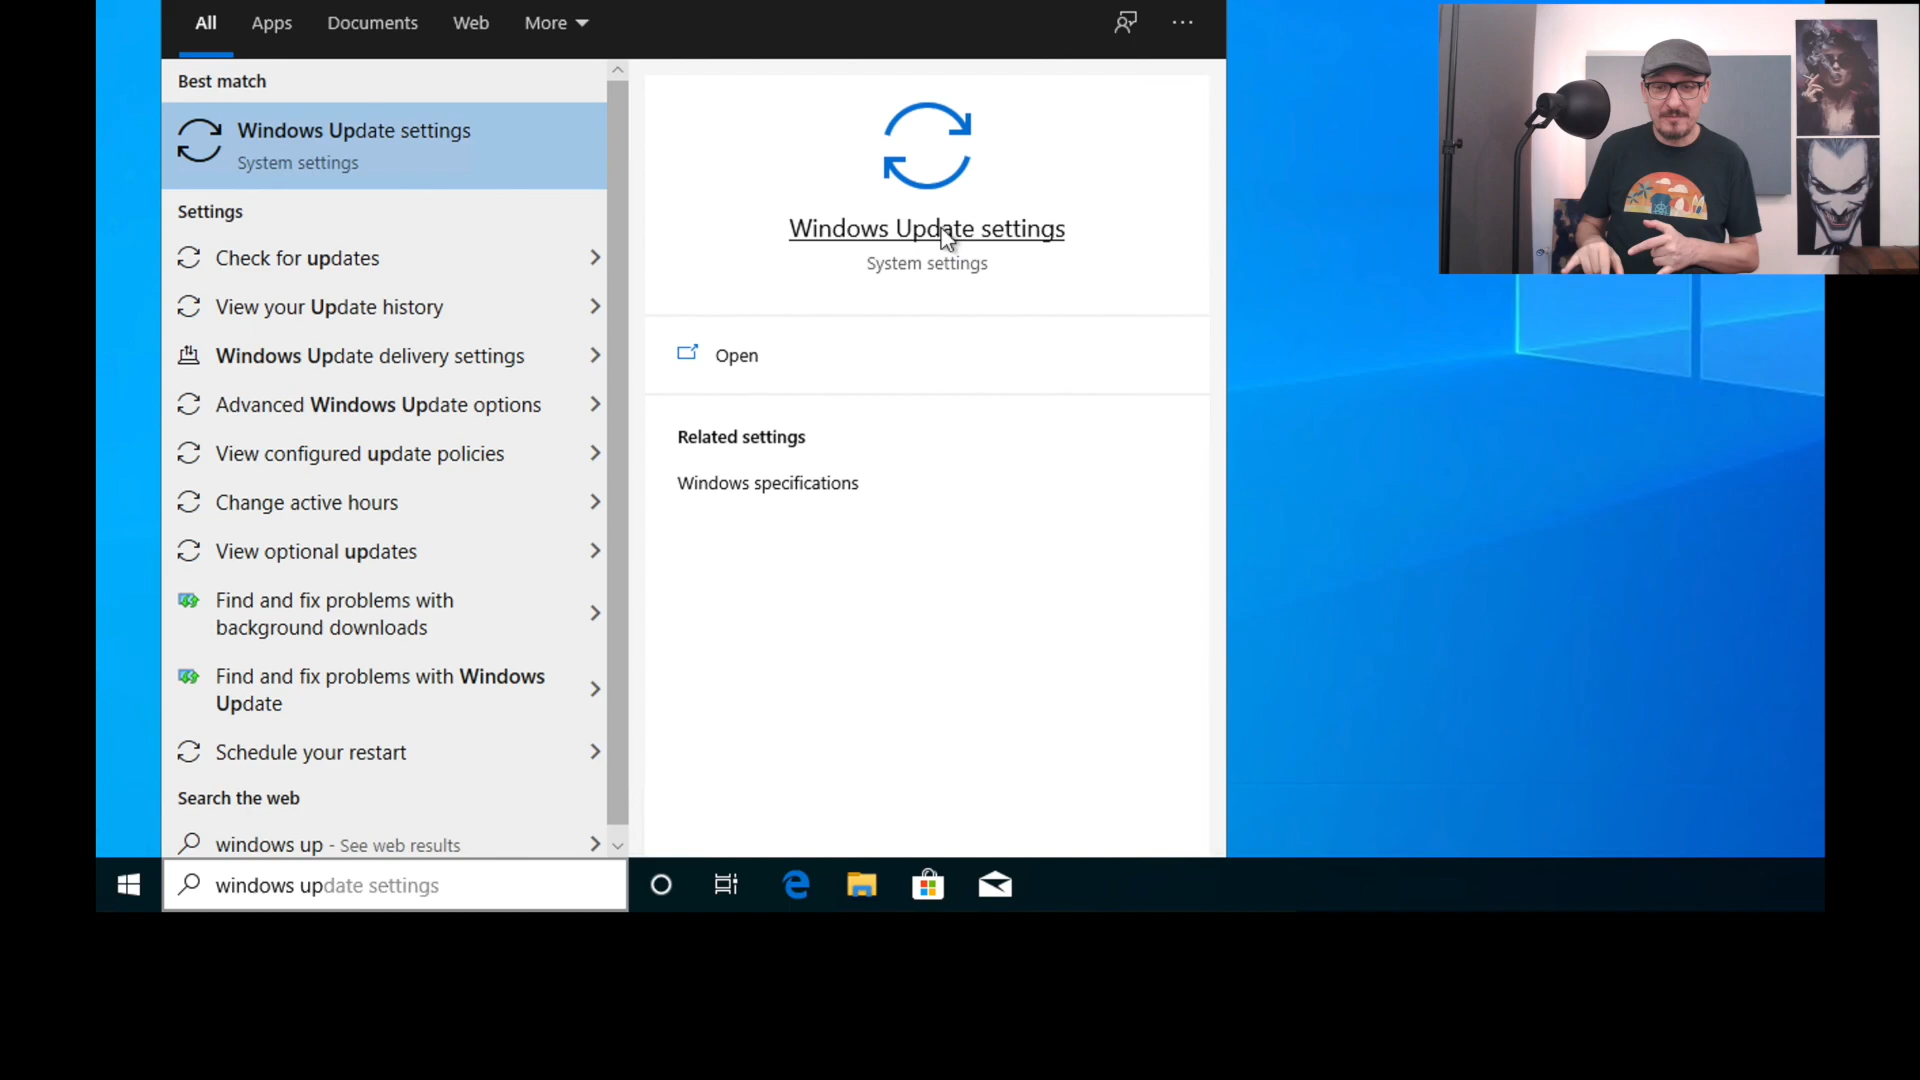 All Apps Documents Web More
Best match
Windows Update settings
System settings
Settings
Check for updates
View your Update history
Windows Update delivery settings
Advanced Windows Update options
View configured update policies
Change active hours
View optional updates
Find and fix problems with
background downloads
Find and fix problems with Windows
Update
Schedule your restart
Search the web
windows up - See web results
windows update settings
Windows Update settings
System settings
Open
Related settings
Windows specifications